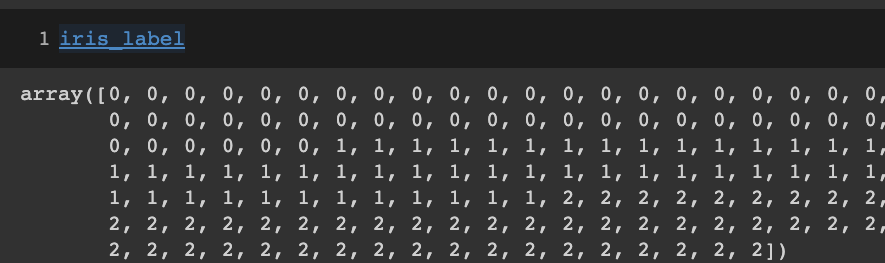 1 iris_label
array([0, 0, 0, 0, 0, 0, 0, 0, 0, 0, 0, 0, 0, 0, 0, 0, 0, 0, 0, 0, 0,
0, 0, 0, 0, 0, 0, 0, 0, 0, 0, 0, 0, 0, 0, 0, 0, 0, 0, 0, 0, 0,
0, 0, 0, 0, 0, 0, 1, 1, 1, 1, 1, 1, 1, 1, 1, 1, 1, 1, 1, 1, 1,
1, 1, 1, 1, 1, 1, 1, 1, 1, 1, 1, 1, 1, 1, 1, 1, 1, 1, 1, 1, 1,
1, 1, 1, 1, 1, 1, 1, 1, 1, 1, 1, 1, 2, 2, 2, 2, 2, 2, 2, 2, 2,
2, 2, 2, 2, 2, 2, 2, 2, 2, 2, 2, 2, 2, 2, 2, 2, 2, 2, 2, 2, 2,
2, 2, 2, 2, 2, 2, 2, 2, 2, 2, 2, 2, 2, 2, 2, 2, 2, 2])